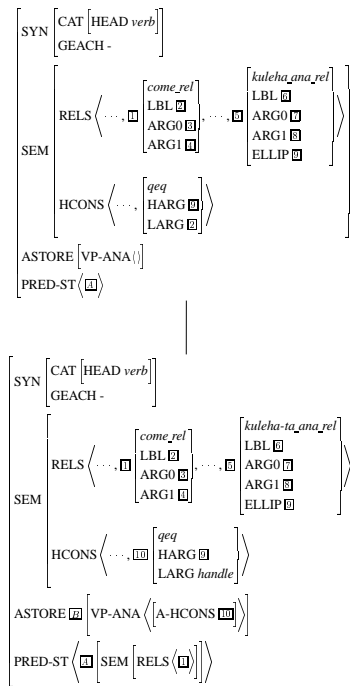 SYN [CAT [HEAD verb]
GEACH -]
SEM [RELS ⟨ ..., 1 [come_rel
LBL 2
ARG0 3
ARG1 4], ..., 5 [kuleha_ana_rel
LBL 6
ARG0 7
ARG1 8
ELLIP 9] ⟩
HCONS ⟨ ..., [qeq
HARG 9
LARG 2] ⟩]
ASTORE [VP-ANA ⟨⟩]
PRED-ST ⟨ A ⟩
SYN [CAT [HEAD verb]
GEACH -]
SEM [RELS ⟨ ..., 1 [come_rel
LBL 2
ARG0 3
ARG1 4], ..., 5 [kuleha-ta_ana_rel
LBL 6
ARG0 7
ARG1 8
ELLIP 9] ⟩
HCONS ⟨ ..., 10 [qeq
HARG 9
LARG handle] ⟩]
ASTORE B [VP-ANA ⟨ [A-HCONS 10] ⟩]
PRED-ST ⟨ A [SEM [RELS ⟨ 1 ⟩]] ⟩